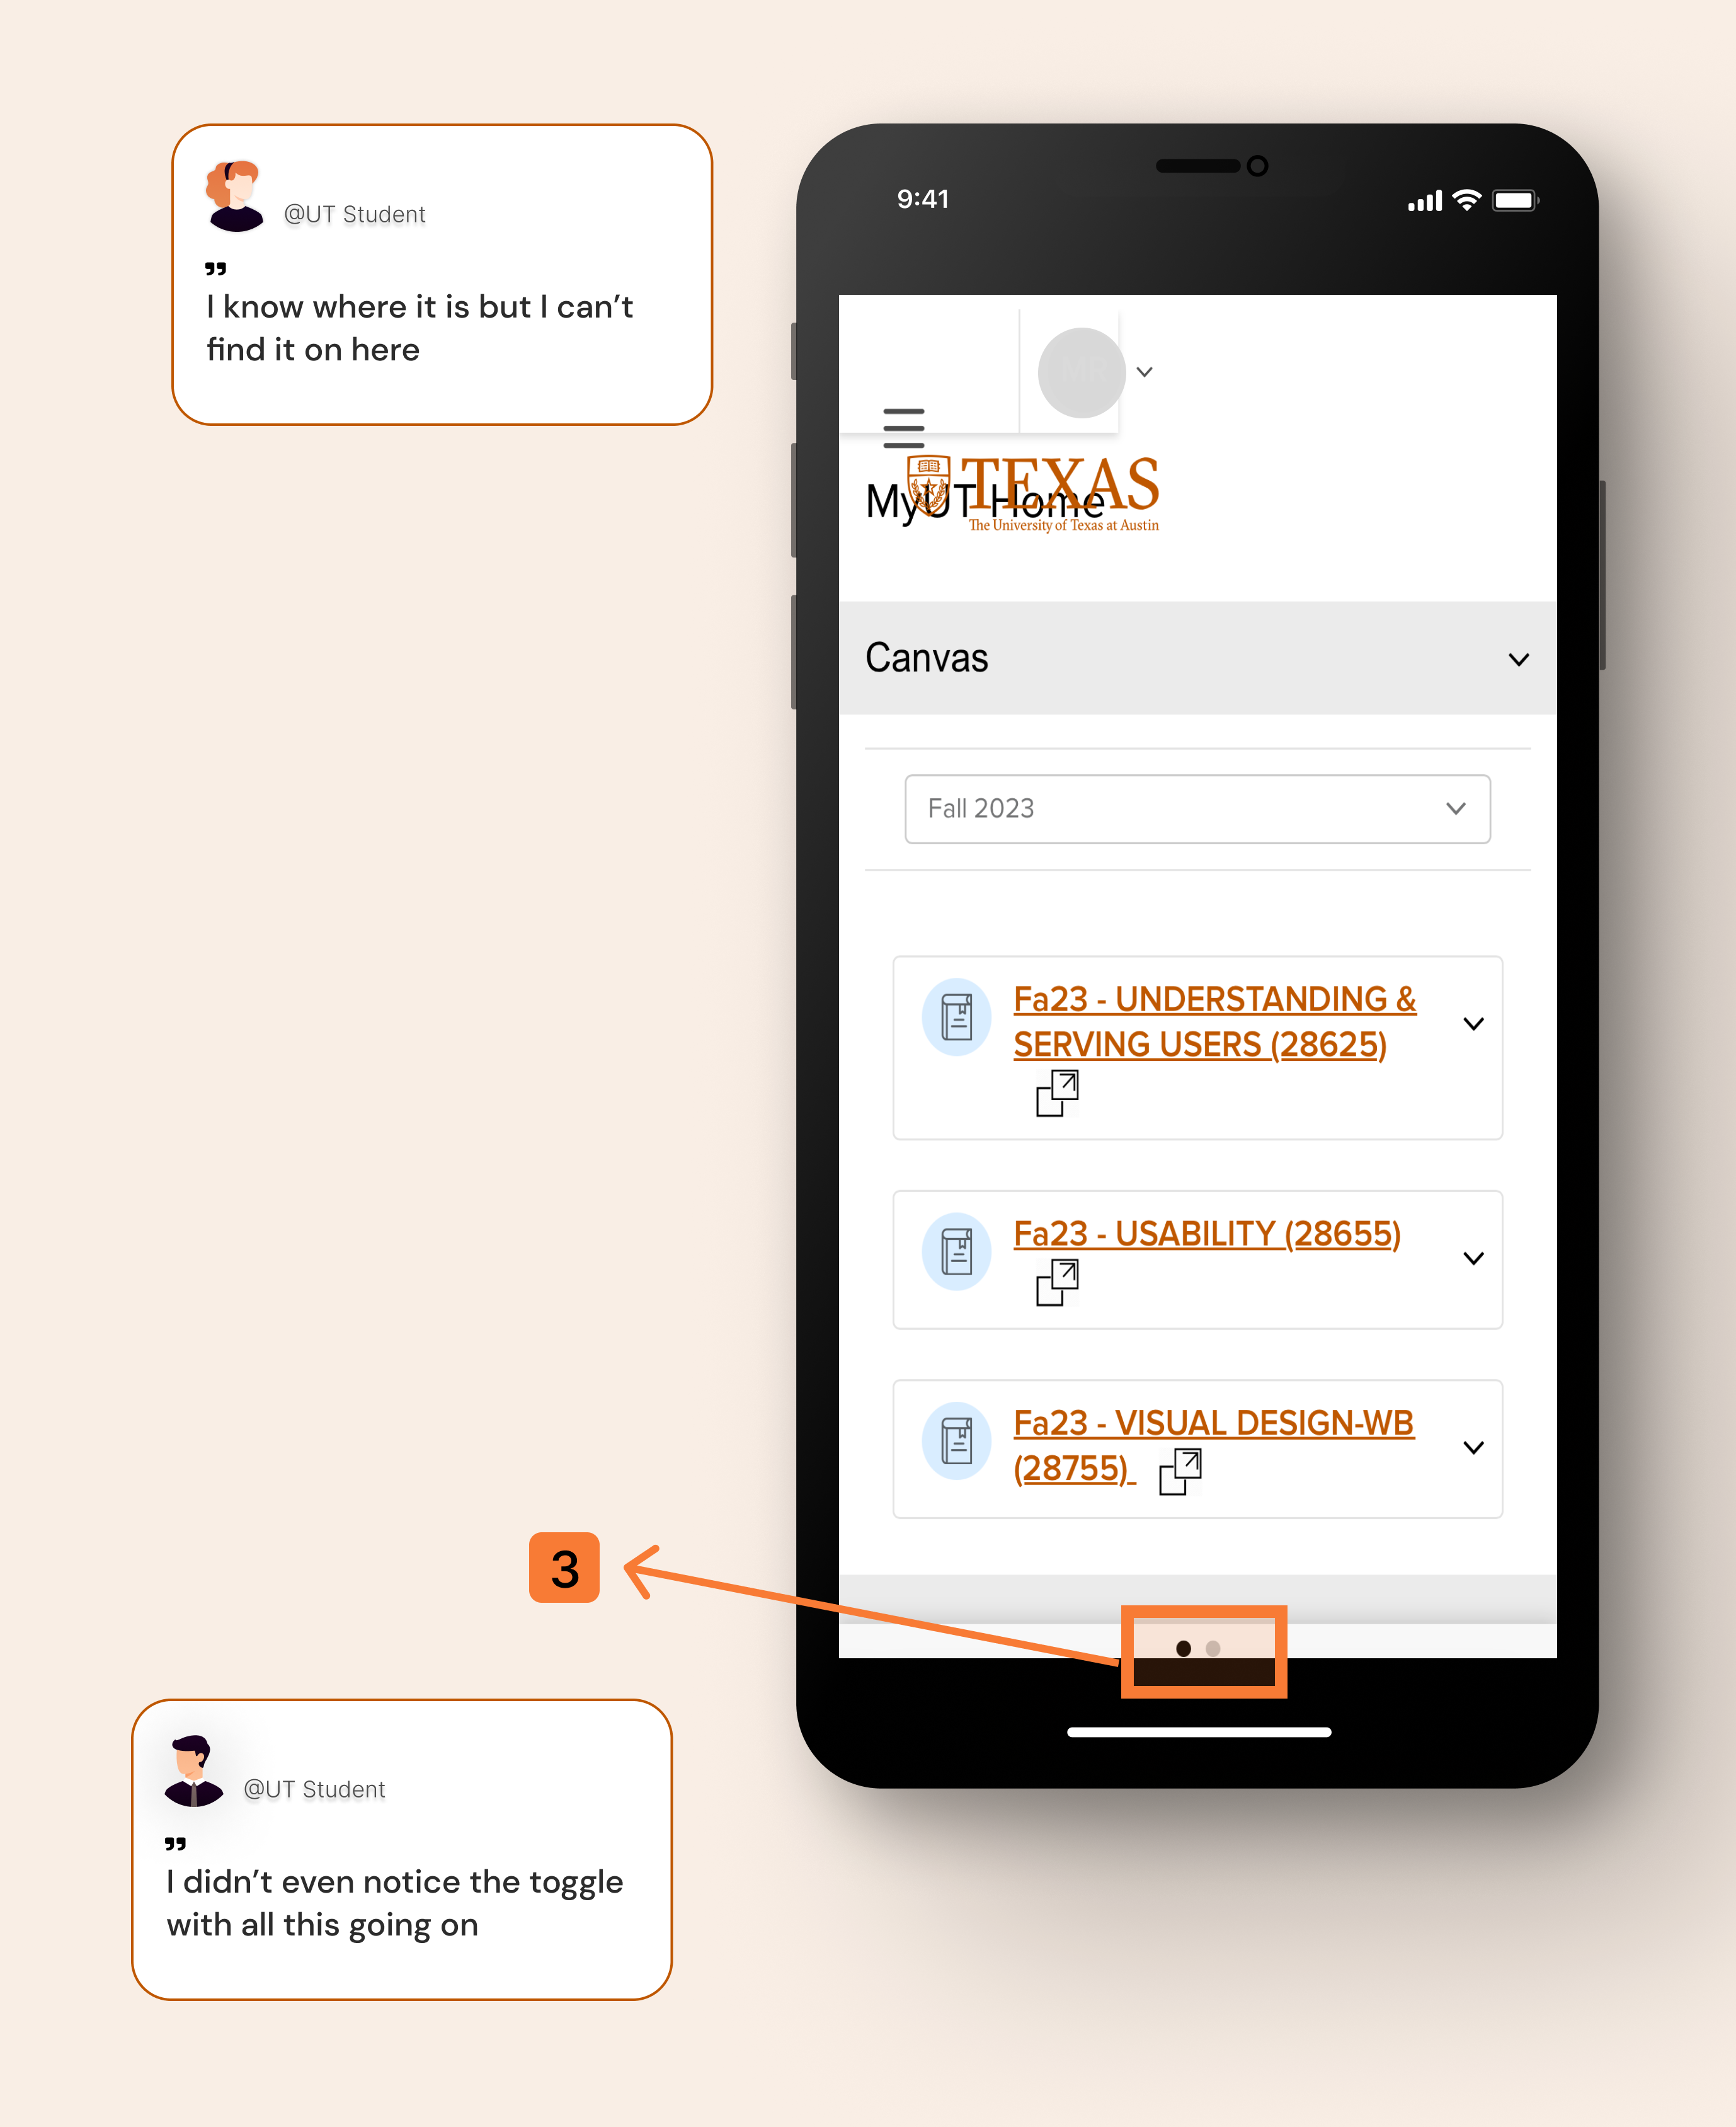 @UT Student
”
I know where it is but I can’t
find it on here
9:41
MyUT Home
TEXAS
The University of Texas at Austin
Canvas
Fall 2023
Fa23 - UNDERSTANDING &
SERVING USERS (28625)
Fa23 - USABILITY (28655)
Fa23 - VISUAL DESIGN-WB
(28755)
3
@UT Student
”
I didn’t even notice the toggle
with all this going on